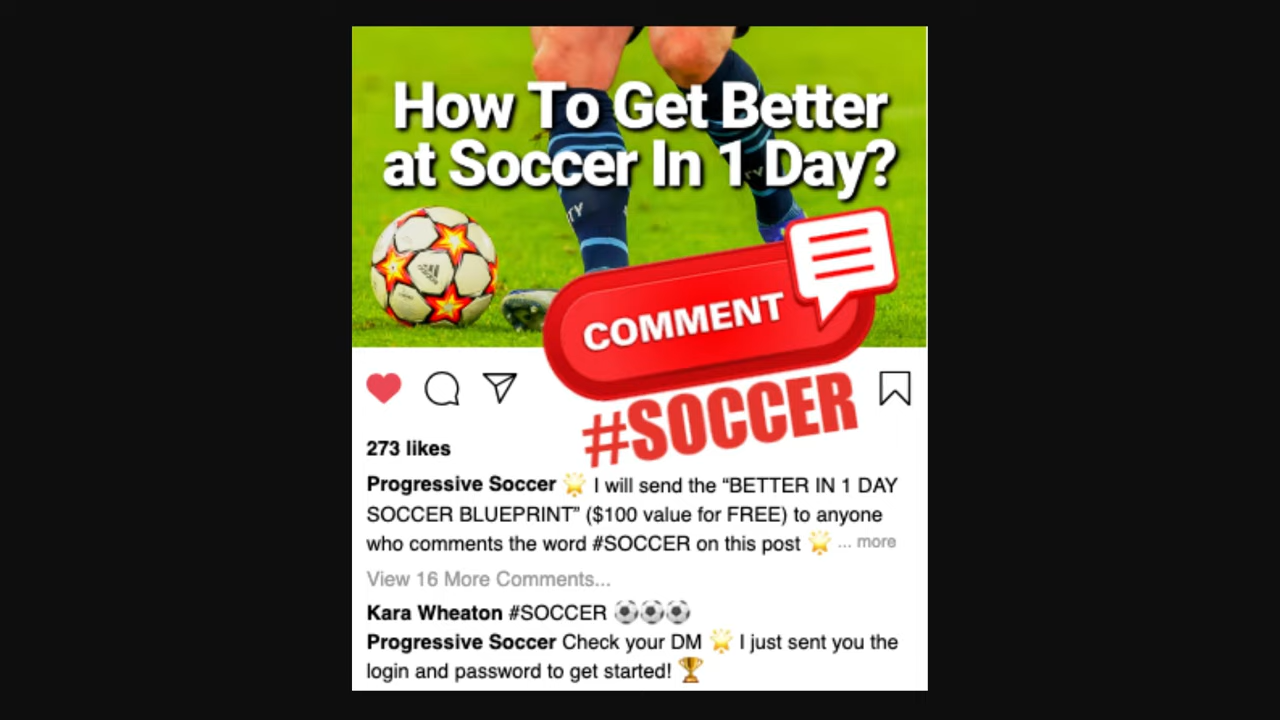 How To Get Better
at Soccer In 1 Day?
TY
TY
COMMENT
#SOCCER
273 likes
Progressive Soccer 🌟 I will send the “BETTER IN 1 DAY
SOCCER BLUEPRINT” ($100 value for FREE) to anyone
who comments the word #SOCCER on this post 🌟 ... more
View 16 More Comments...
Kara Wheaton #SOCCER ⚽⚽⚽
Progressive Soccer Check your DM 🌟 I just sent you the
login and password to get started! 🏆